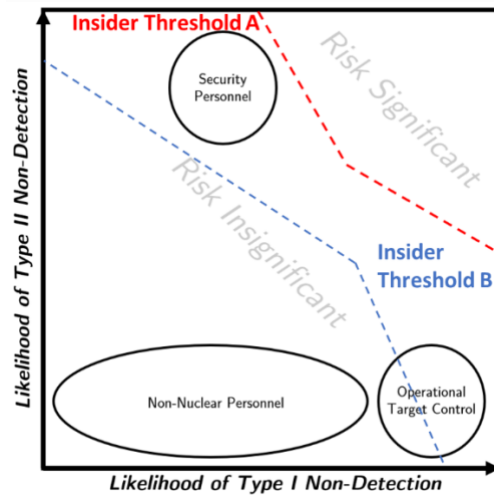 Insider Threshold A
Security
Personnel
Risk Significant
Risk Insignificant
Insider
Threshold B
Non-Nuclear Personnel
Operational
Target Control
Likelihood of Type II Non-Detection
Likelihood of Type I Non-Detection